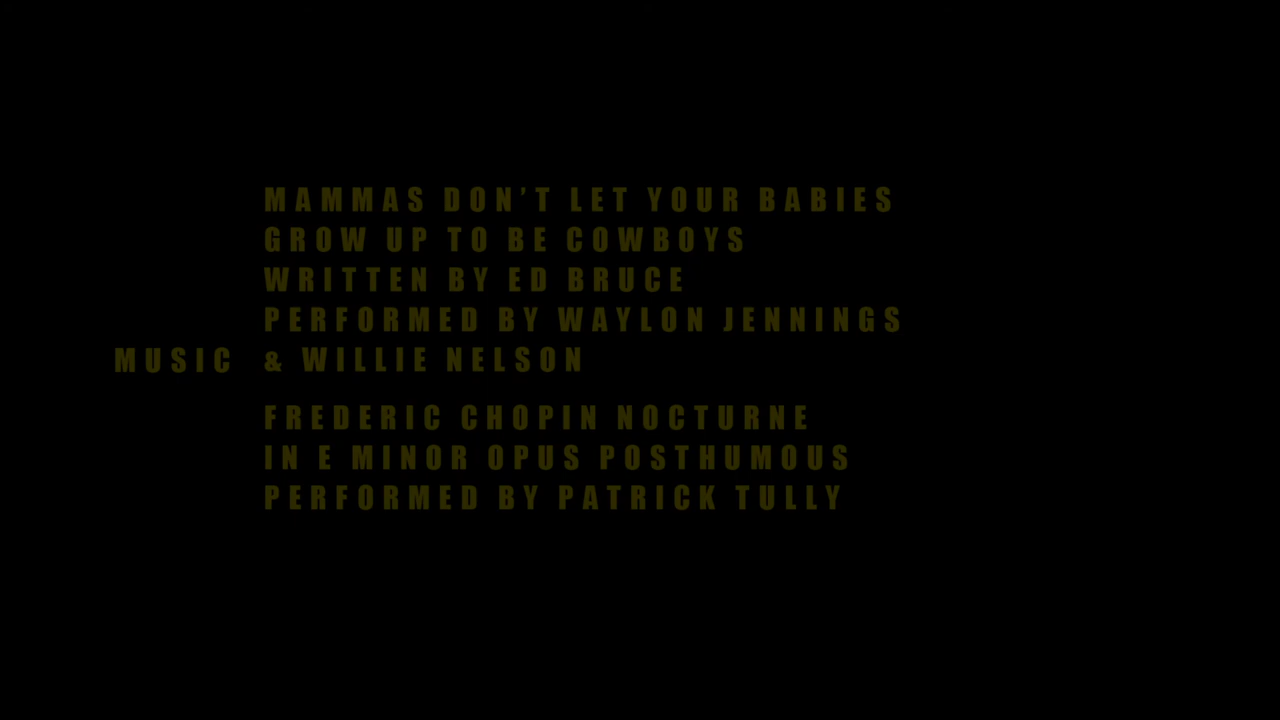 MAMMAS DON'T LET YOUR BABIES
GROW UP TO BE COWBOYS
WRITTEN BY ED BRUCE
PERFORMED BY WAYLON JENNINGS
MUSIC & WILLIE NELSON
FREDERIC CHOPIN NOCTURNE
IN E MINOR OPUS POSTHUMOUS
PERFORMED BY PATRICK TULLY